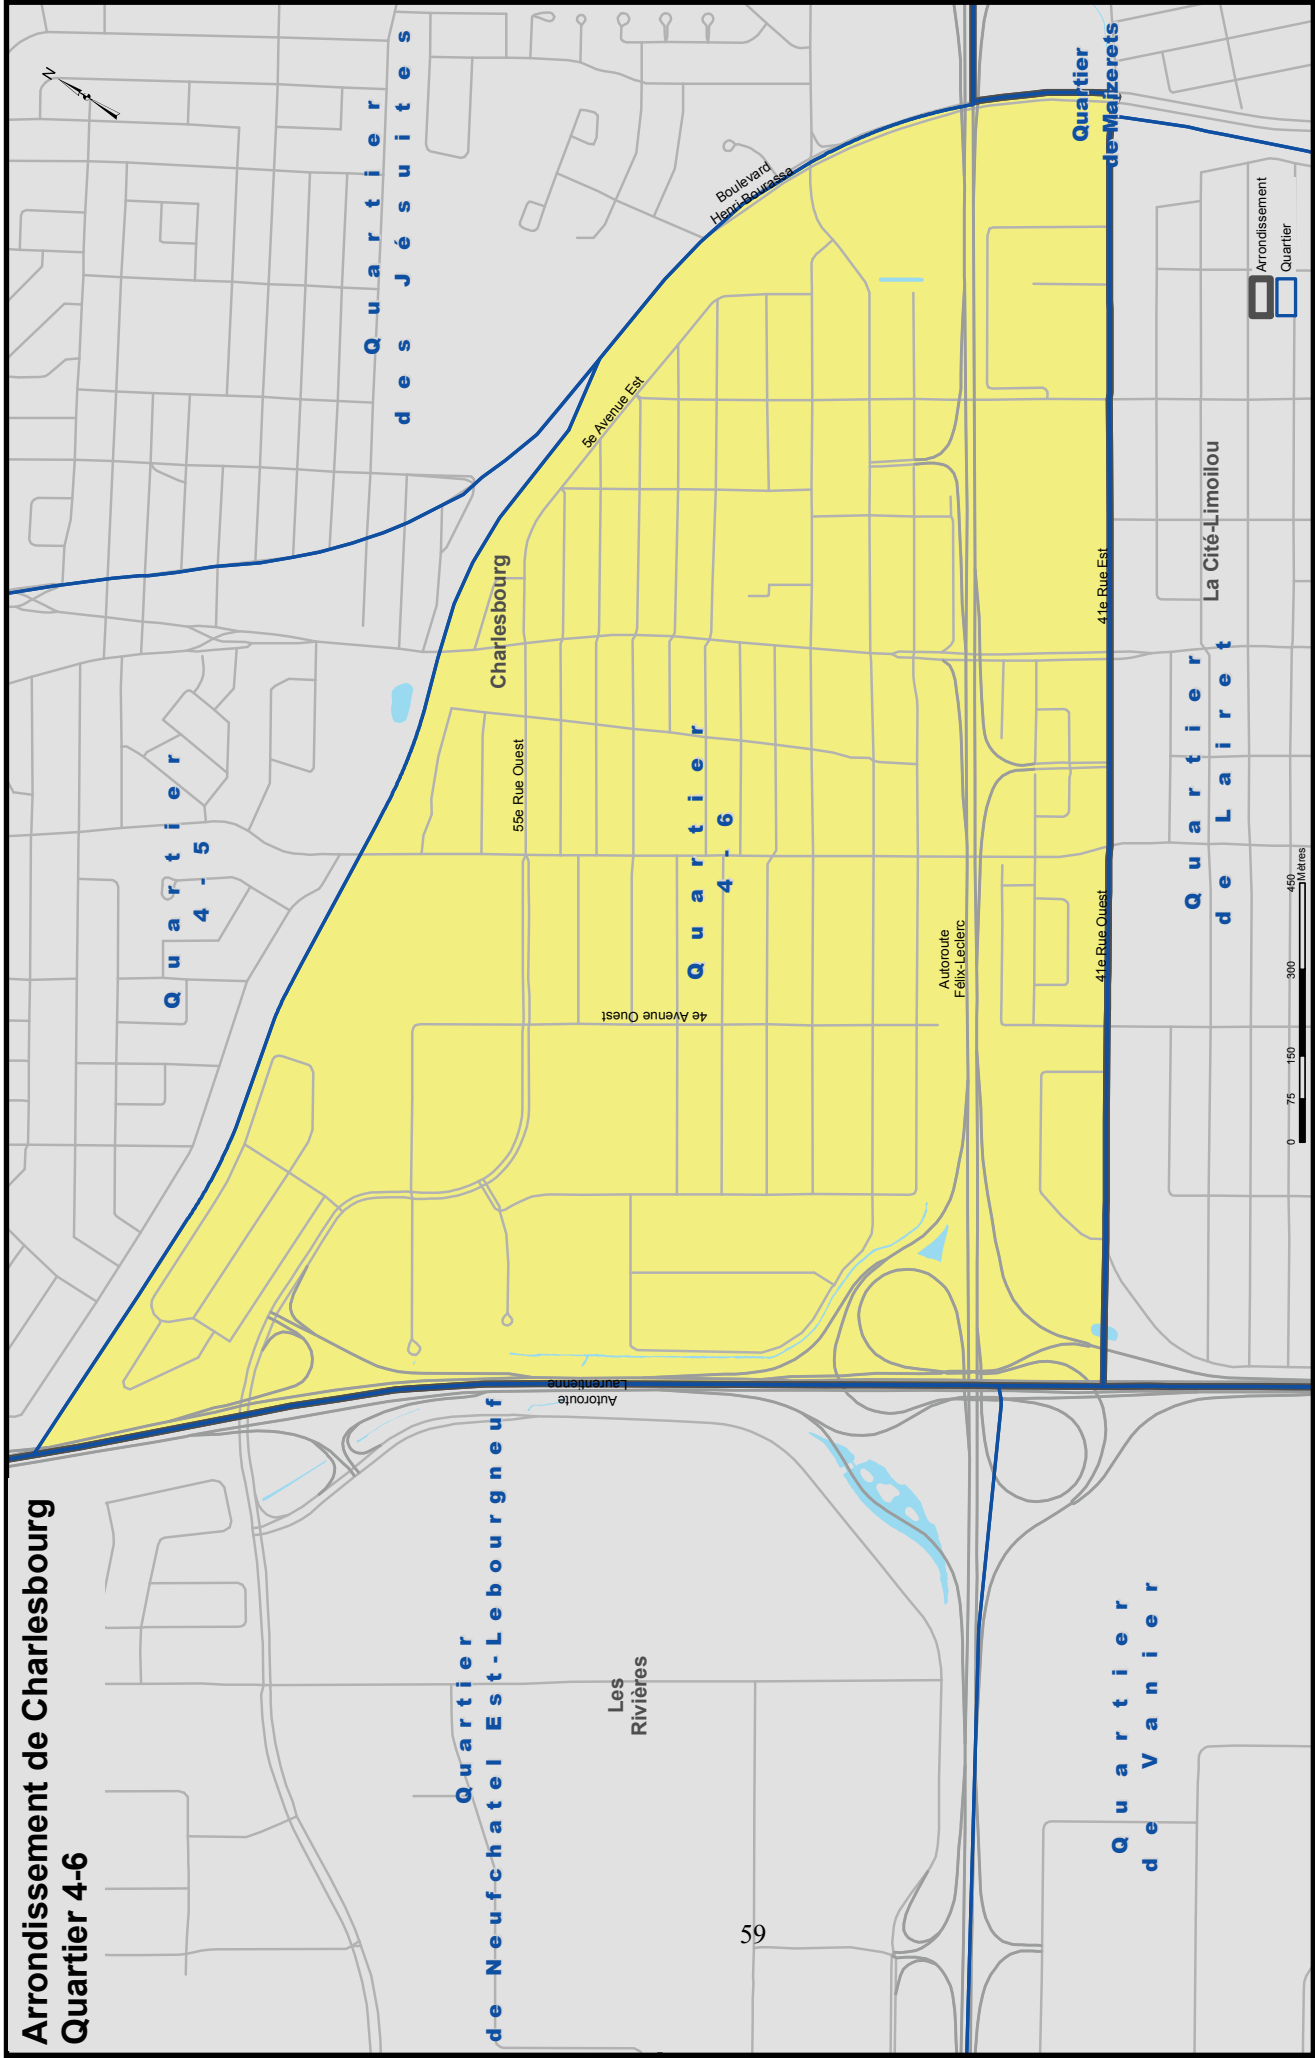 Arrondissement de Charlesbourg
Quartier 4-6
N
Quartier
des Jésuites
Quartier
de Maizerets
Boulevard
Henri-Bourassa
5e Avenue Est
Charlesbourg
Quartier
4-5
55e Rue Ouest
Quartier
4-6
4e Avenue Ouest
Autoroute
Félix-Leclerc
41e Rue Est
41e Rue Ouest
La Cité-Limoilou
Quartier
de Lairet
Autoroute
Laurentienne
Quartier
de Neufchatel Est-Lebourgneuf
Les
Rivières
Quartier
de Vanier
Arrondissement
Quartier
0 75 150 300 450
Mètres
59